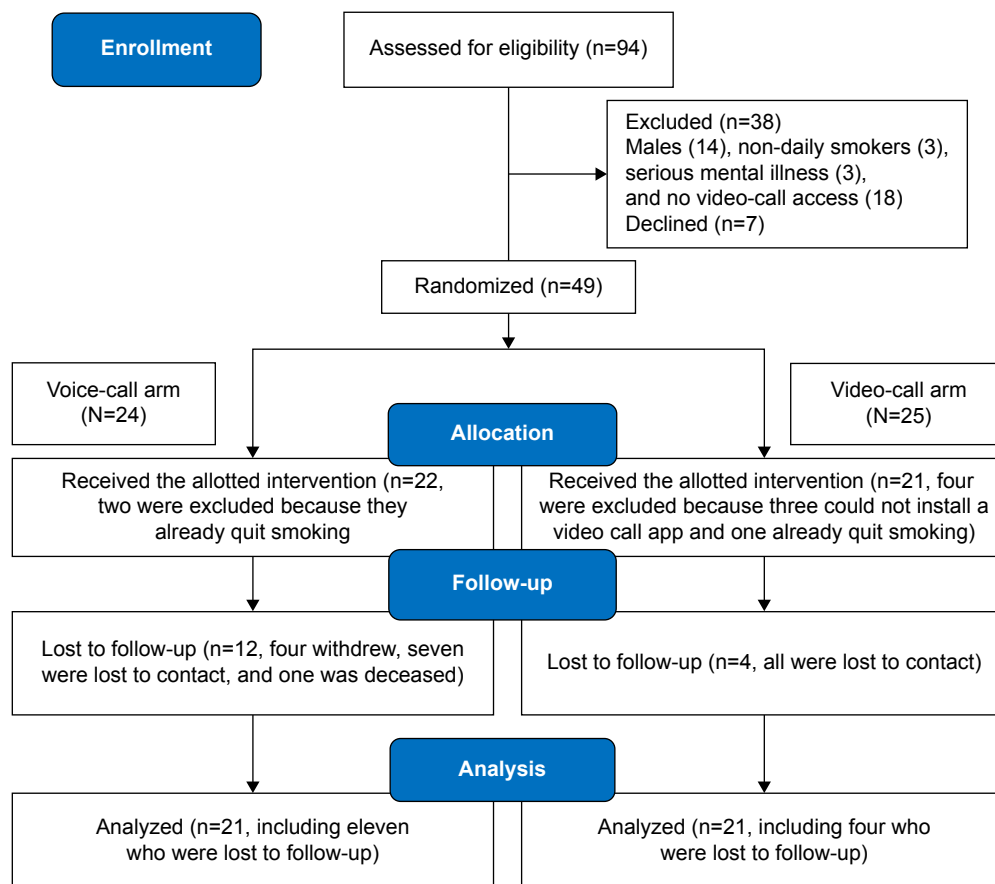 Enrollment
Assessed for eligibility (n=94)
Excluded (n=38)
Males (14), non-daily smokers (3),
serious mental illness (3),
and no video-call access (18)
Declined (n=7)
Randomized (n=49)
Voice-call arm
(N=24)
Video-call arm
(N=25)
Allocation
Received the allotted intervention (n=22,
two were excluded because they
already quit smoking
Received the allotted intervention (n=21, four
were excluded because three could not install a
video call app and one already quit smoking)
Follow-up
Lost to follow-up (n=12, four withdrew, seven
were lost to contact, and one was deceased)
Lost to follow-up (n=4, all were lost to contact)
Analysis
Analyzed (n=21, including eleven
who were lost to follow-up)
Analyzed (n=21, including four who
were lost to follow-up)